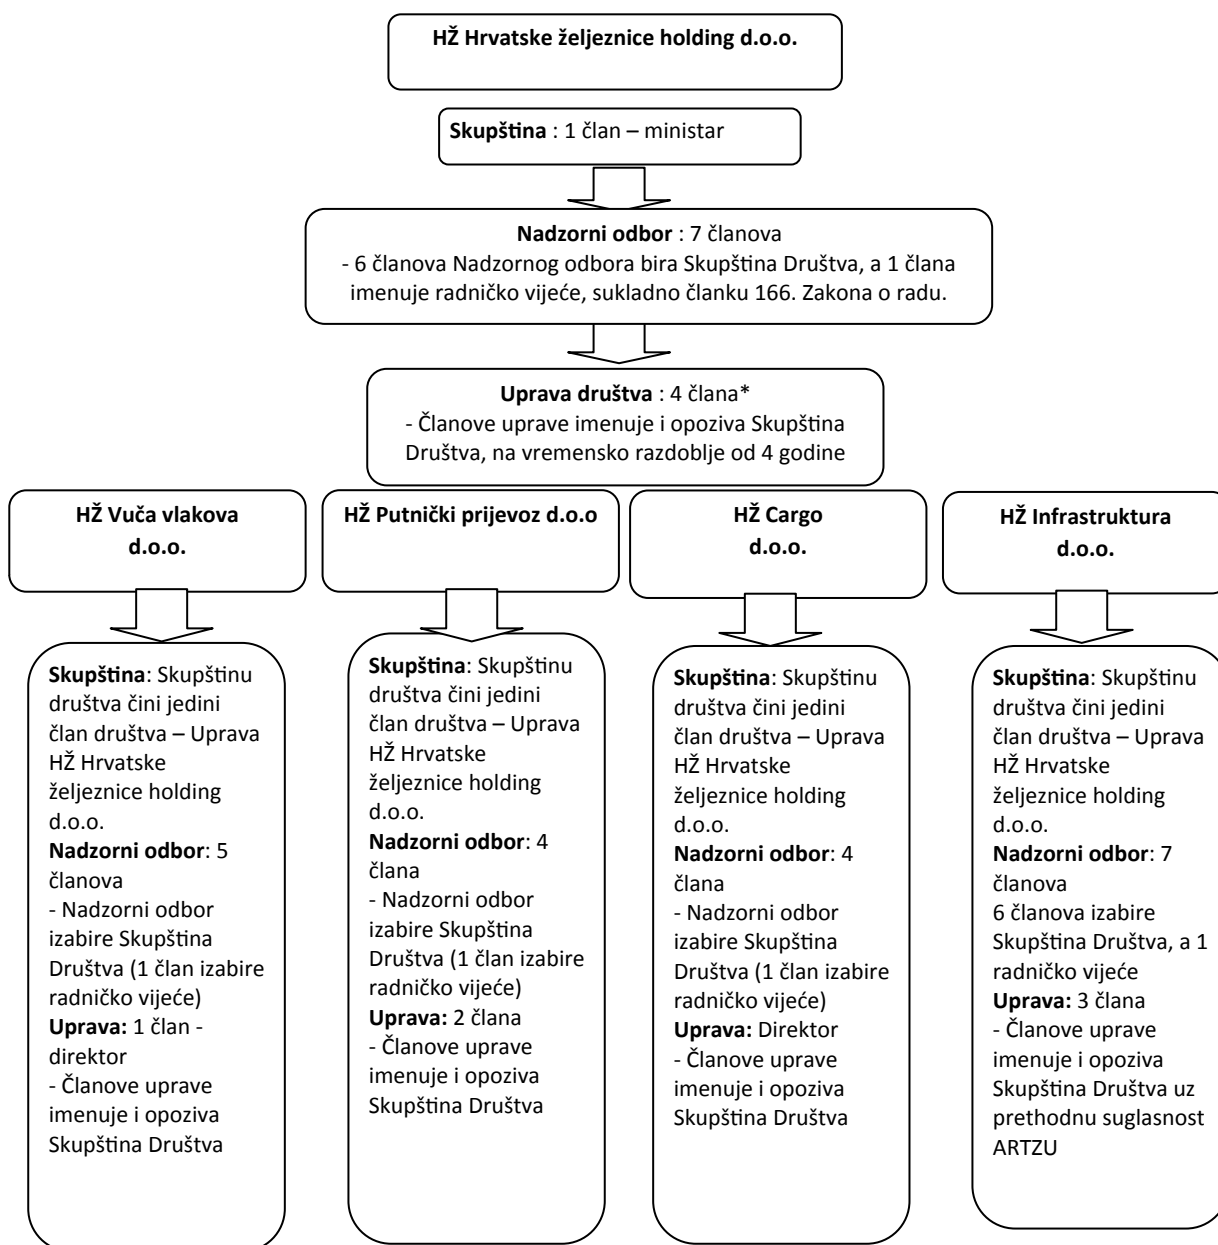 HŽ Hrvatske željeznice holding d.o.o.
Skupština : 1 član – ministar
Nadzorni odbor : 7 članova
- 6 članova Nadzornog odbora bira Skupština Društva, a 1 člana
imenuje radničko vijeće, sukladno članku 166. Zakona o radu.
Uprava društva : 4 člana*
- Članove uprave imenuje i opoziva Skupština
Društva, na vremensko razdoblje od 4 godine
HŽ Vuča vlakova
d.o.o.
HŽ Putnički prijevoz d.o.o
HŽ Cargo
d.o.o.
HŽ Infrastruktura
d.o.o.
Skupština: Skupštinu
društva čini jedini
član društva – Uprava
HŽ Hrvatske
željeznice holding
d.o.o.
Nadzorni odbor: 5
članova
- Nadzorni odbor
izabire Skupština
Društva (1 član izabire
radničko vijeće)
Uprava: 1 član -
direktor
- Članove uprave
imenuje i opoziva
Skupština Društva
Skupština: Skupštinu
društva čini jedini
član društva – Uprava
HŽ Hrvatske
željeznice holding
d.o.o.
Nadzorni odbor: 4
člana
- Nadzorni odbor
izabire Skupština
Društva (1 član izabire
radničko vijeće)
Uprava: 2 člana
- Članove uprave
imenuje i opoziva
Skupština Društva
Skupština: Skupštinu
društva čini jedini
član društva – Uprava
HŽ Hrvatske
željeznice holding
d.o.o.
Nadzorni odbor: 4
člana
- Nadzorni odbor
izabire Skupština
Društva (1 član izabire
radničko vijeće)
Uprava: Direktor
- Članove uprave
imenuje i opoziva
Skupština Društva
Skupština: Skupštinu
društva čini jedini
član društva – Uprava
HŽ Hrvatske
željeznice holding
d.o.o.
Nadzorni odbor: 7
članova
6 članova izabire
Skupština Društva, a 1
radničko vijeće
Uprava: 3 člana
- Članove uprave
imenuje i opoziva
Skupština Društva uz
prethodnu suglasnost
ARTZU